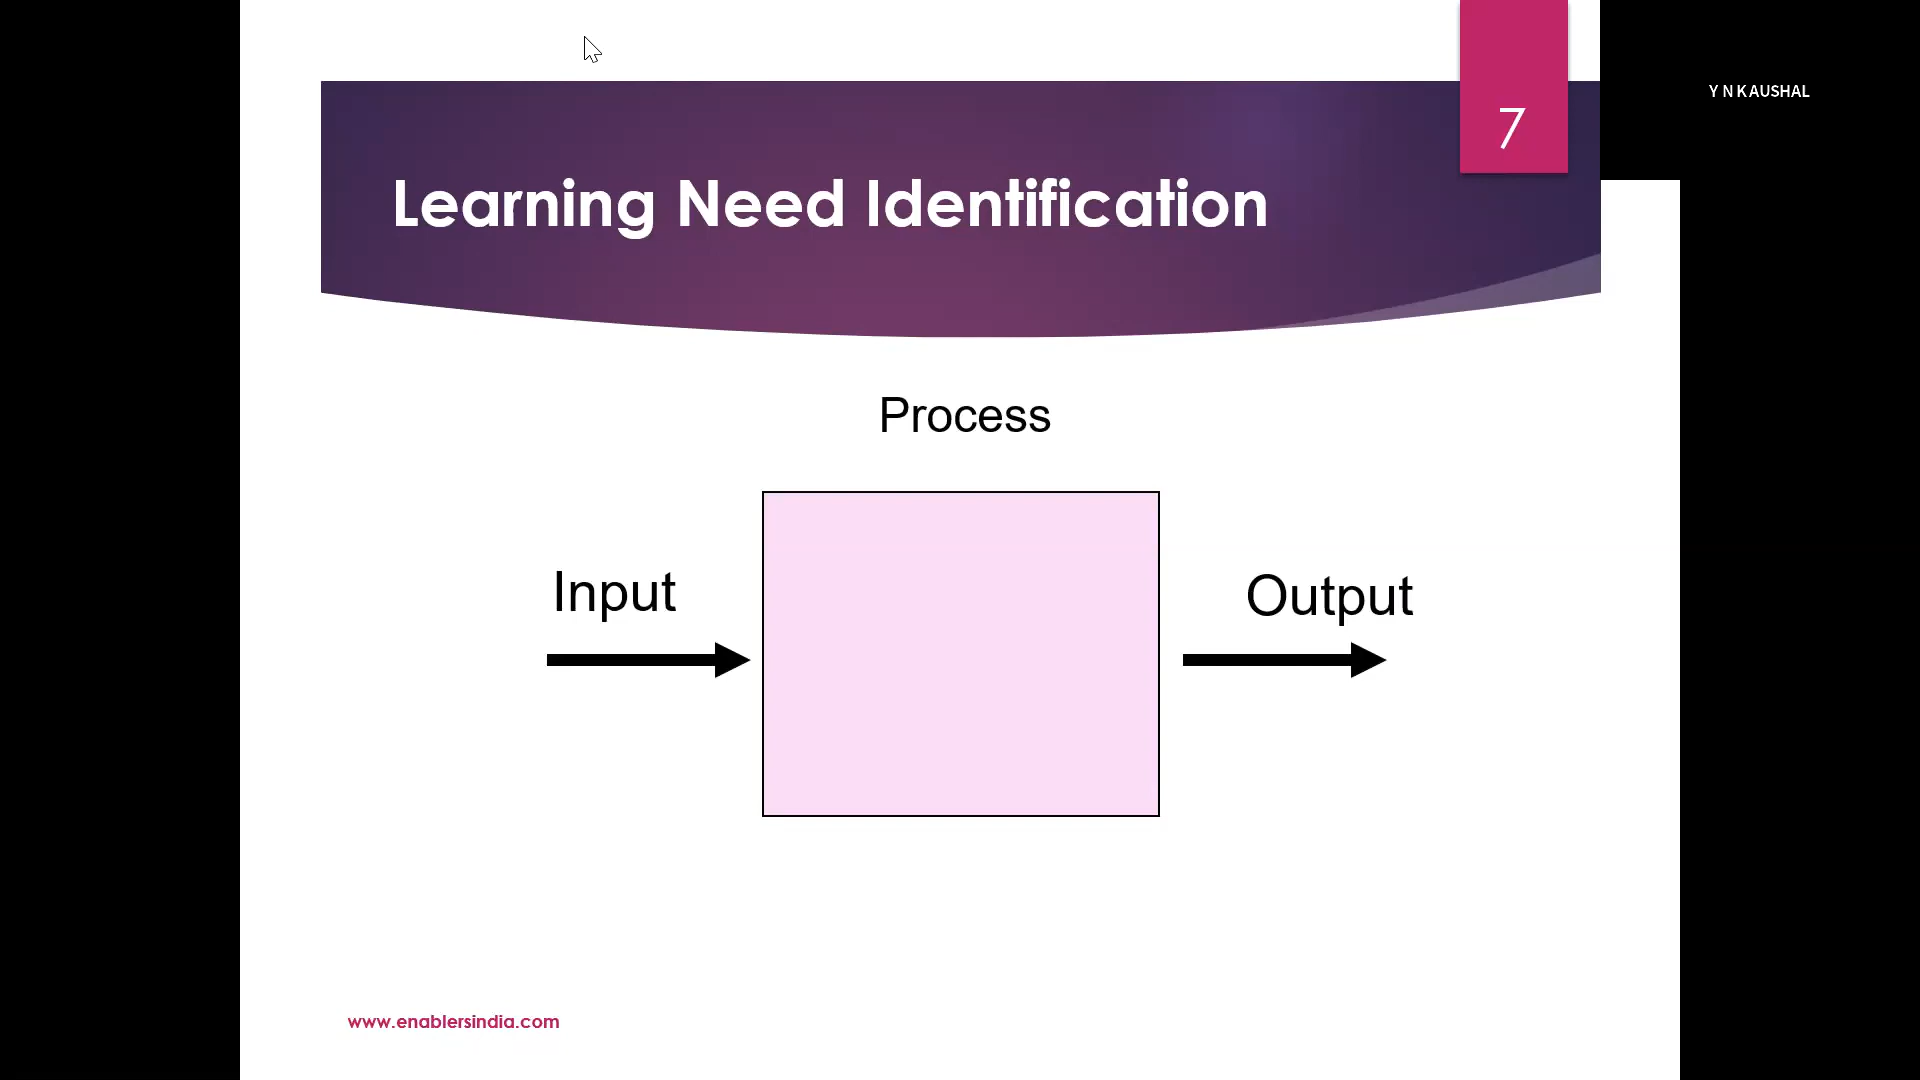 7
Y N KAUSHAL
Learning Need Identification
Process
Input
Output
www.enablersindia.com